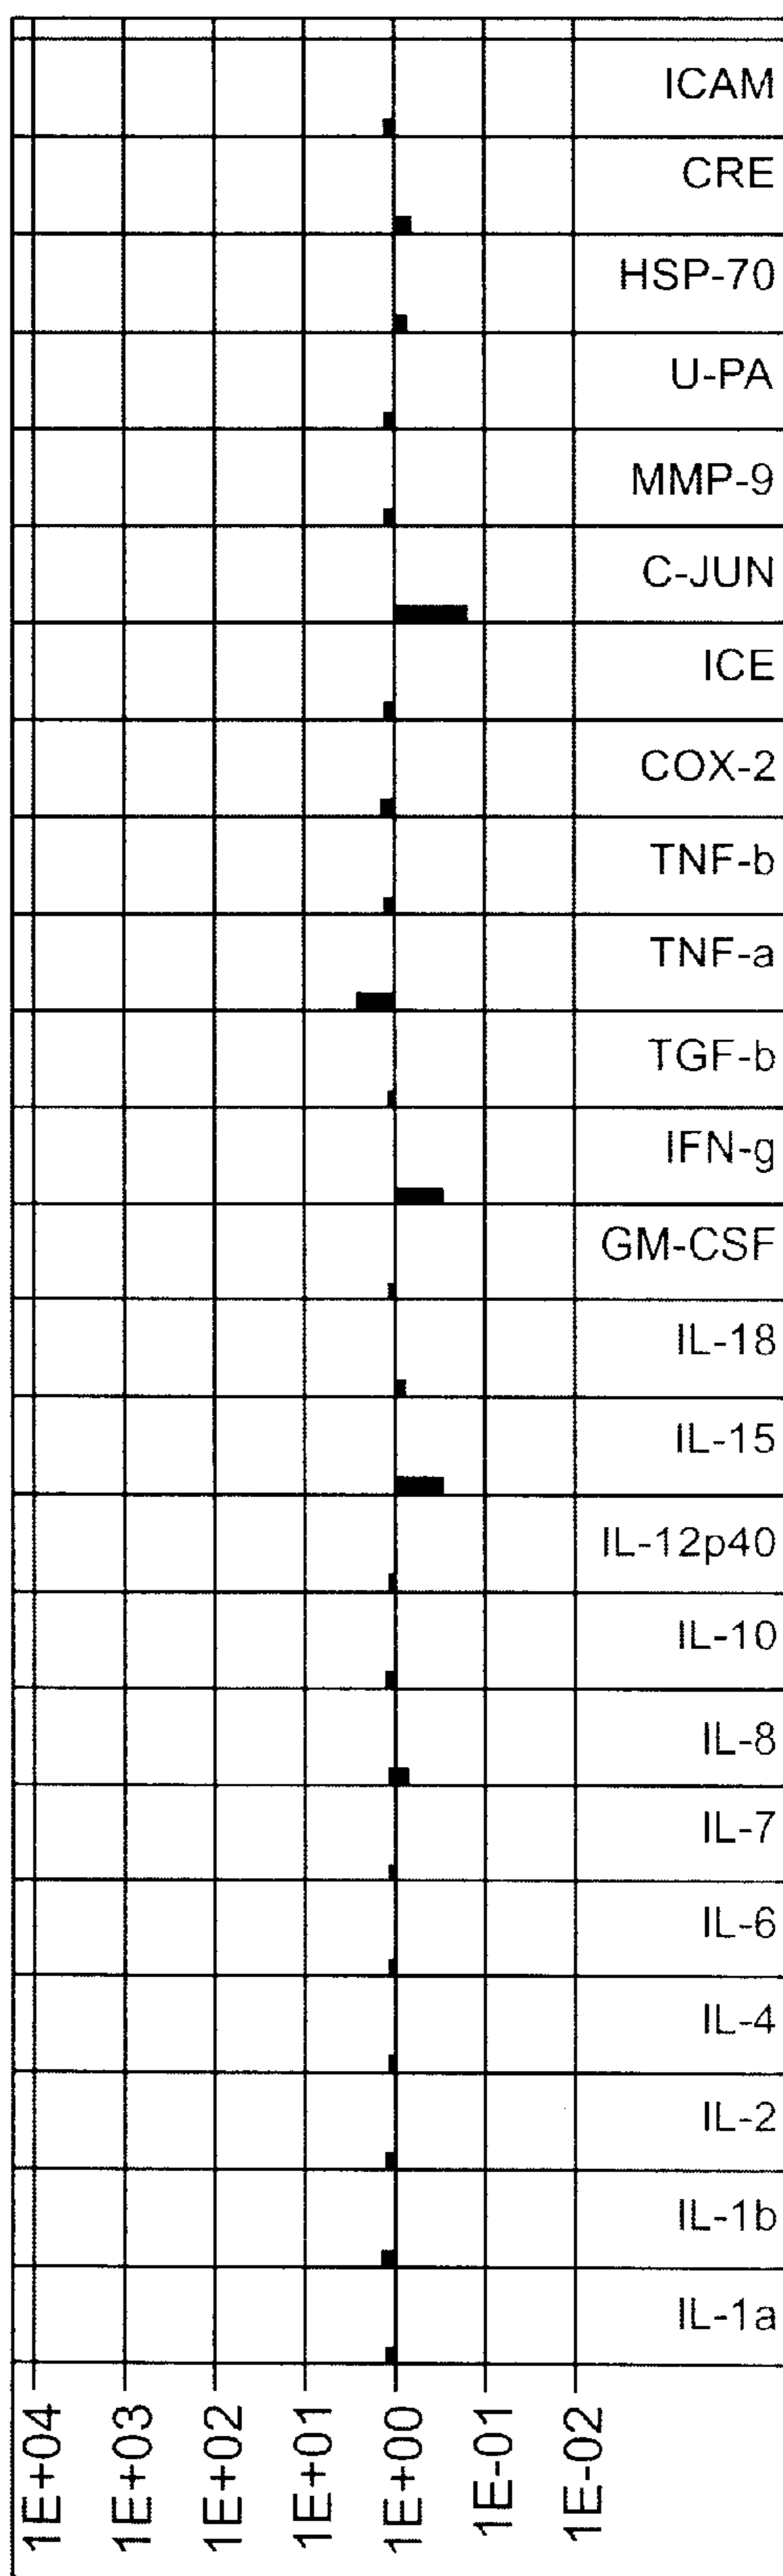 ICAM
CRE
HSP-70
U-PA
MMP-9
C-JUN
ICE
COX-2
TNF-b
TNF-a
TGF-b
IFN-g
GM-CSF
IL-18
IL-15
IL-12p40
IL-10
IL-8
IL-7
IL-6
IL-4
IL-2
IL-1b
IL-1a
1E+04
1E+03
1E+02
1E+01
1E+00
1E-01
1E-02